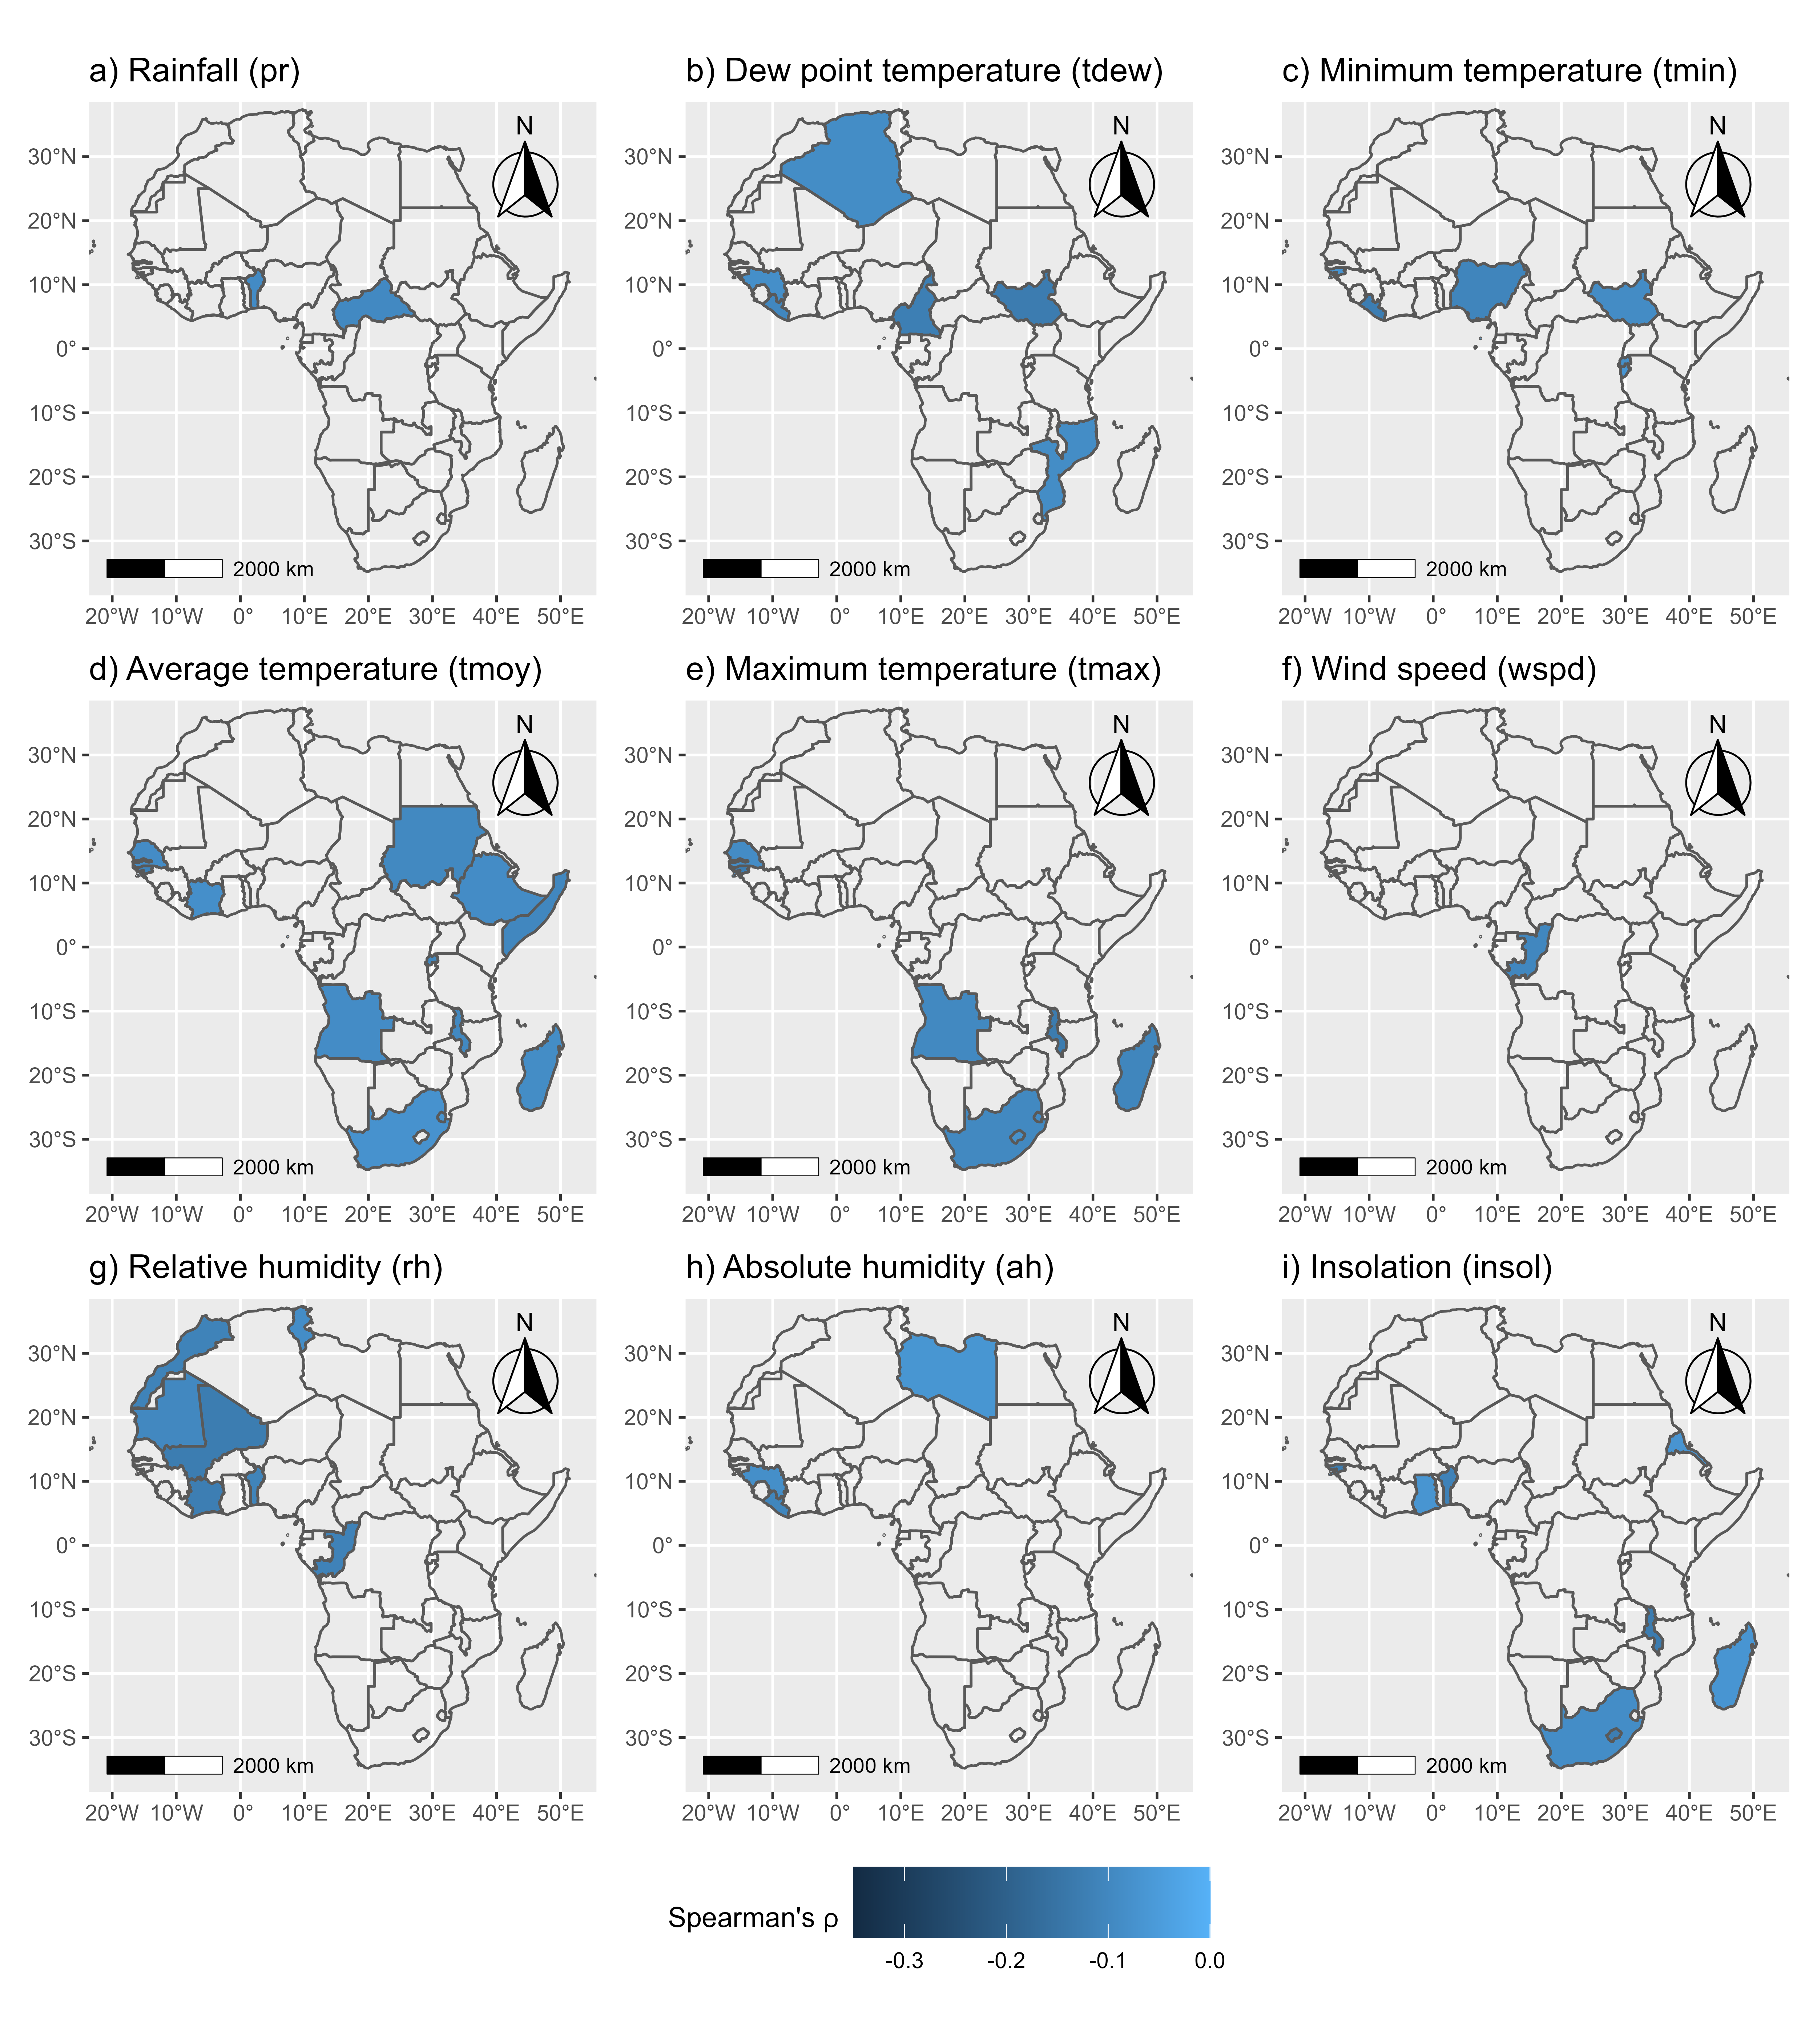 a) Rainfall (pr)
b) Dew point temperature (tdew)
c) Minimum temperature (tmin)
N
N
N
30°N
20°N
10°N
0°
10°S
20°S
30°S
30°N
20°N
10°N
0°
10°S
20°S
30°S
30°N
20°N
10°N
0°
10°S
20°S
30°S
2000 km
2000 km
2000 km
20°W 10°W 0° 10°E 20°E 30°E 40°E 50°E
20°W 10°W 0° 10°E 20°E 30°E 40°E 50°E
20°W 10°W 0° 10°E 20°E 30°E 40°E 50°E
d) Average temperature (tmoy)
e) Maximum temperature (tmax)
f) Wind speed (wspd)
N
N
N
30°N
20°N
10°N
0°
10°S
20°S
30°S
30°N
20°N
10°N
0°
10°S
20°S
30°S
30°N
20°N
10°N
0°
10°S
20°S
30°S
2000 km
2000 km
2000 km
20°W 10°W 0° 10°E 20°E 30°E 40°E 50°E
20°W 10°W 0° 10°E 20°E 30°E 40°E 50°E
20°W 10°W 0° 10°E 20°E 30°E 40°E 50°E
g) Relative humidity (rh)
h) Absolute humidity (ah)
i) Insolation (insol)
N
N
N
30°N
20°N
10°N
0°
10°S
20°S
30°S
30°N
20°N
10°N
0°
10°S
20°S
30°S
30°N
20°N
10°N
0°
10°S
20°S
30°S
2000 km
2000 km
2000 km
20°W 10°W 0° 10°E 20°E 30°E 40°E 50°E
20°W 10°W 0° 10°E 20°E 30°E 40°E 50°E
20°W 10°W 0° 10°E 20°E 30°E 40°E 50°E
Spearman's ρ
-0.3 -0.2 -0.1 0.0